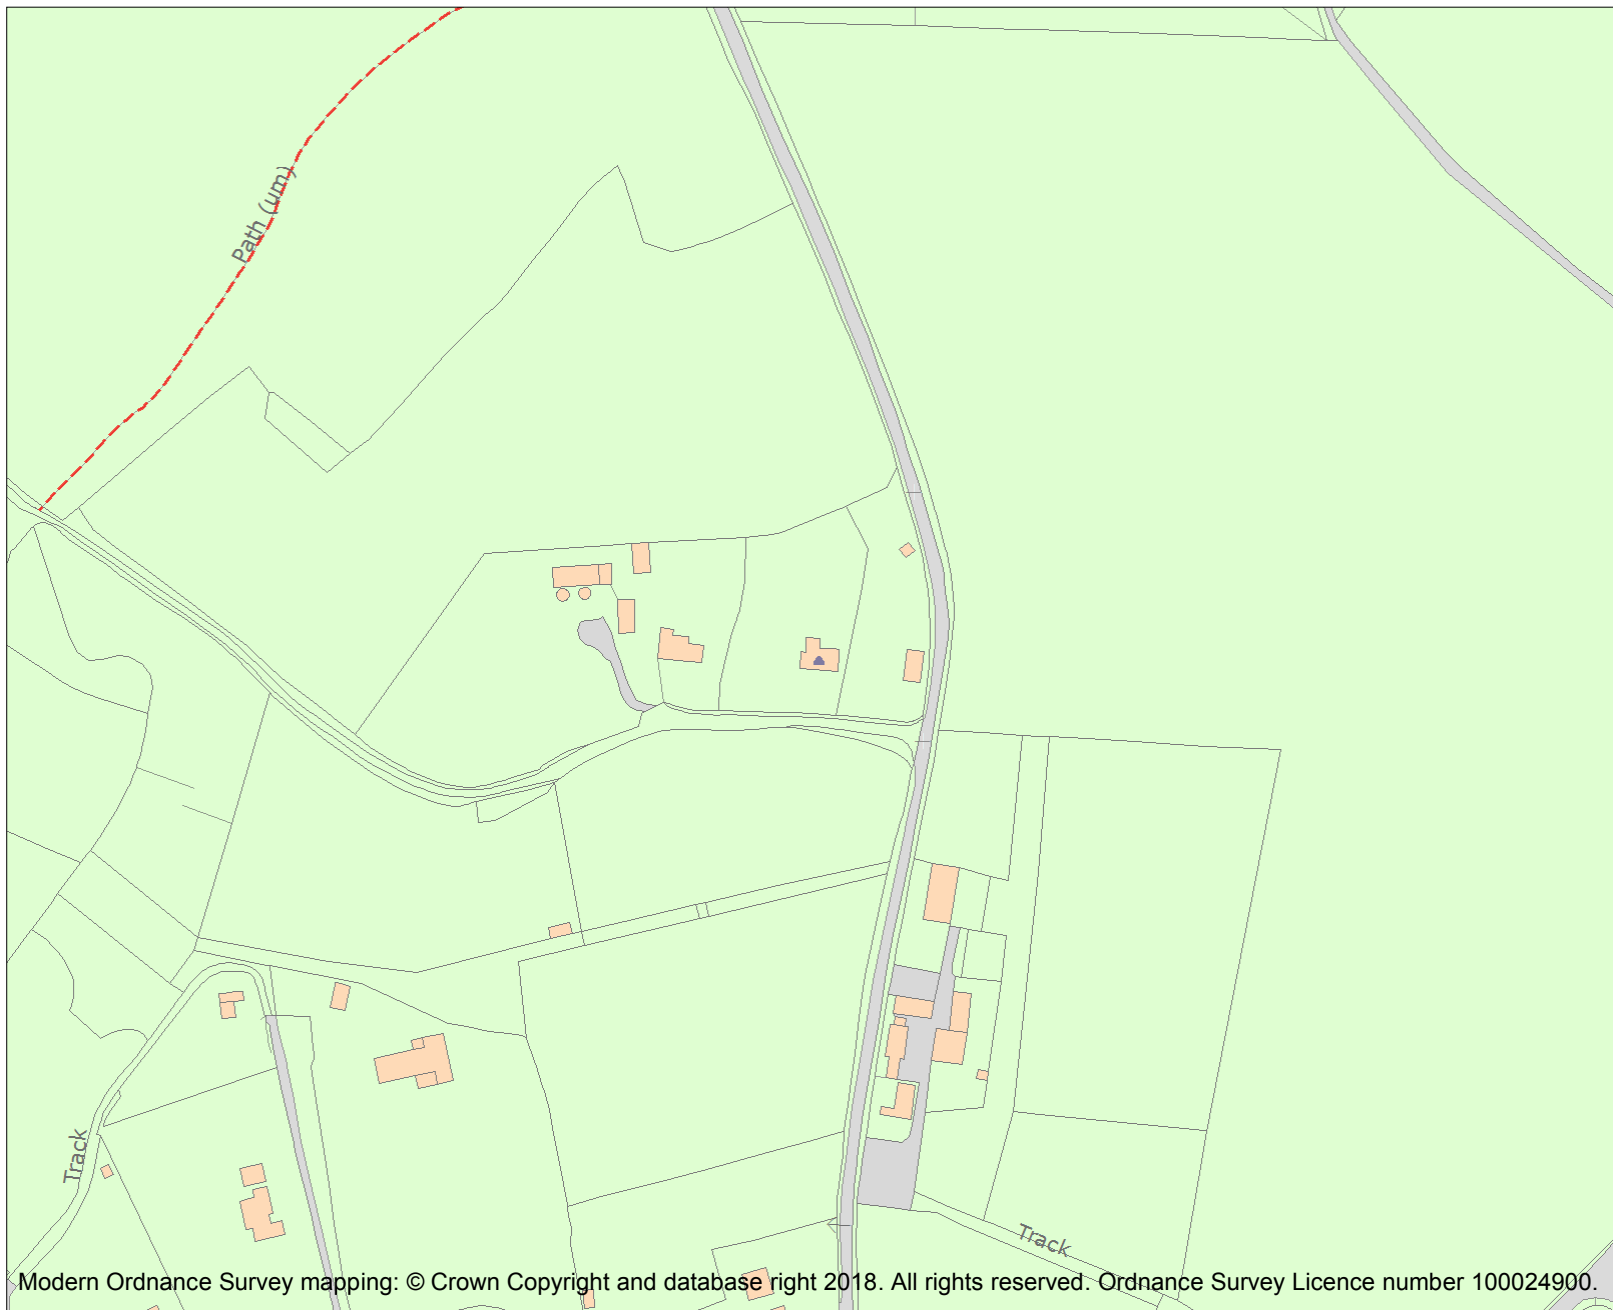 Path (um)
Track
Track
Modern Ordnance Survey mapping: © Crown Copyright and database right 2018. All rights reserved. Ordnance Survey Licence number 100024900.